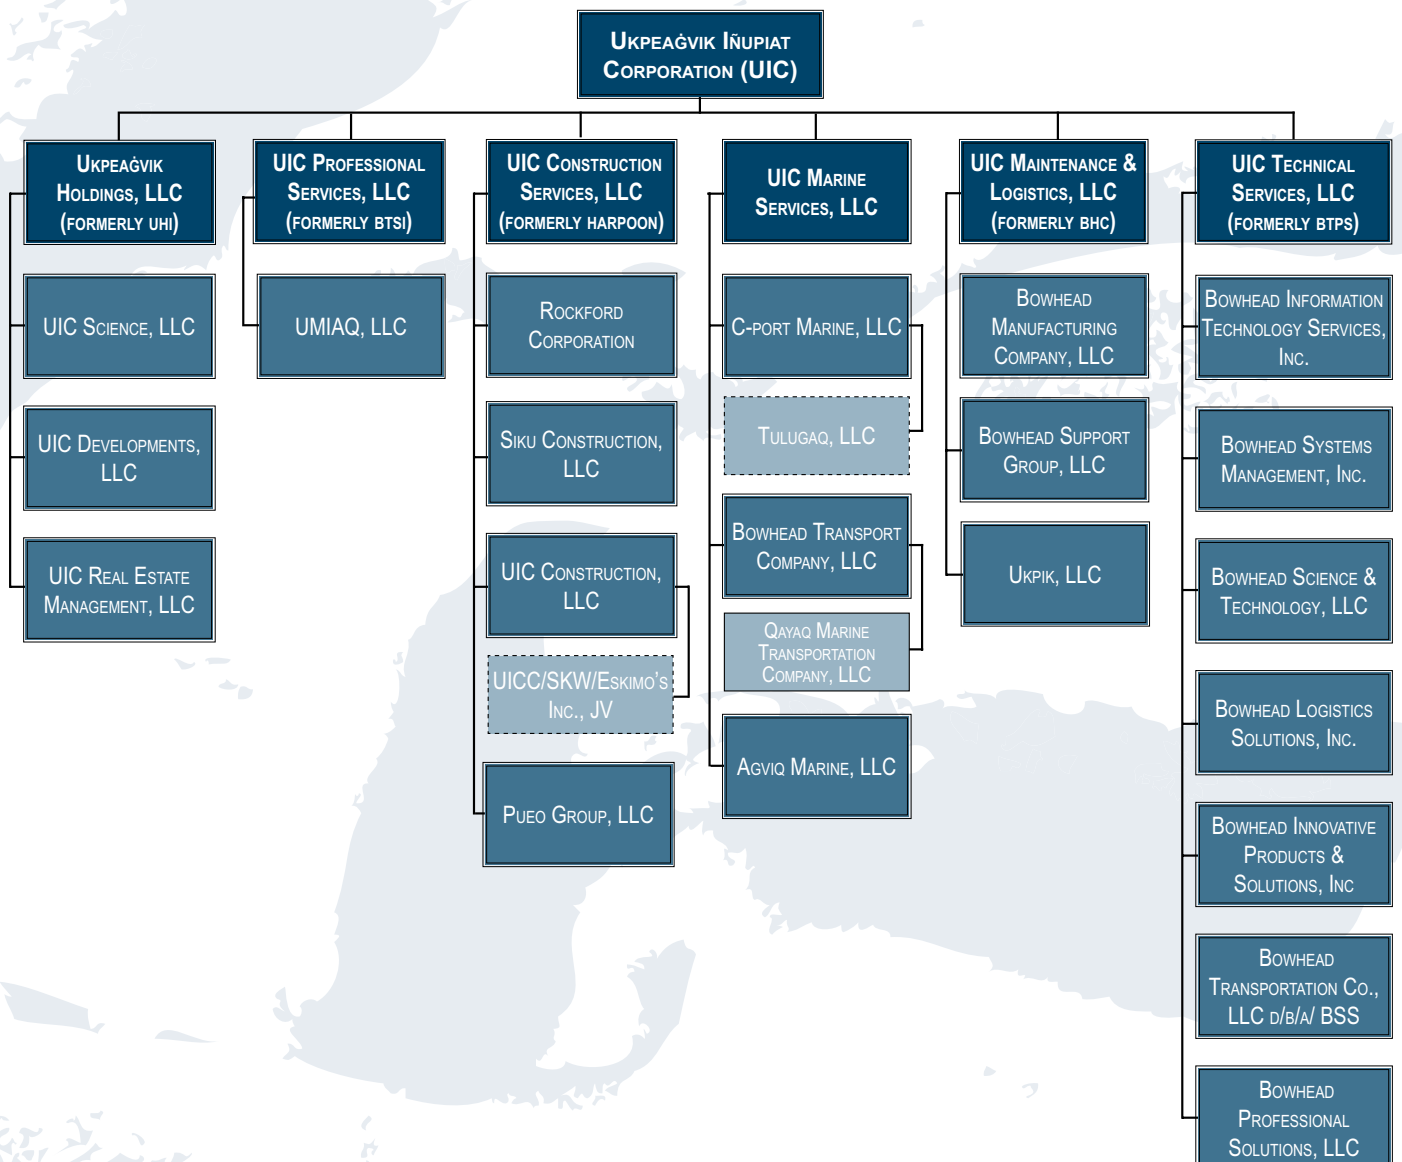 Ukpeaġvik Iñupiat
Corporation (UIC)
Ukpeaġvik
Holdings, LLC
(formerly UHI)
UIC Science, LLC
UIC Developments,
LLC
UIC Real Estate
Management, LLC
UIC Professional
Services, LLC
(formerly BTSI)
UMIAQ, LLC
UIC Construction
Services, LLC
(formerly Harpoon)
Rockford
Corporation
Siku Construction,
LLC
UIC Construction,
LLC
UICC/SKW/Eskimo's
Inc., JV
Pueo Group, LLC
UIC Marine
Services, LLC
C-port Marine, LLC
Tulugaq, LLC
Bowhead Transport
Company, LLC
Qayaq Marine
Transportation
Company, LLC
Agviq Marine, LLC
UIC Maintenance &
Logistics, LLC
(formerly BHC)
Bowhead
Manufacturing
Company, LLC
Bowhead Support
Group, LLC
Ukpik, LLC
UIC Technical
Services, LLC
(formerly BTPS)
Bowhead Information
Technology Services,
Inc.
Bowhead Systems
Management, Inc.
Bowhead Science &
Technology, LLC
Bowhead Logistics
Solutions, Inc.
Bowhead Innovative
Products &
Solutions, Inc
Bowhead
Transportation Co.,
LLC d/b/a/ BSS
Bowhead
Professional
Solutions, LLC